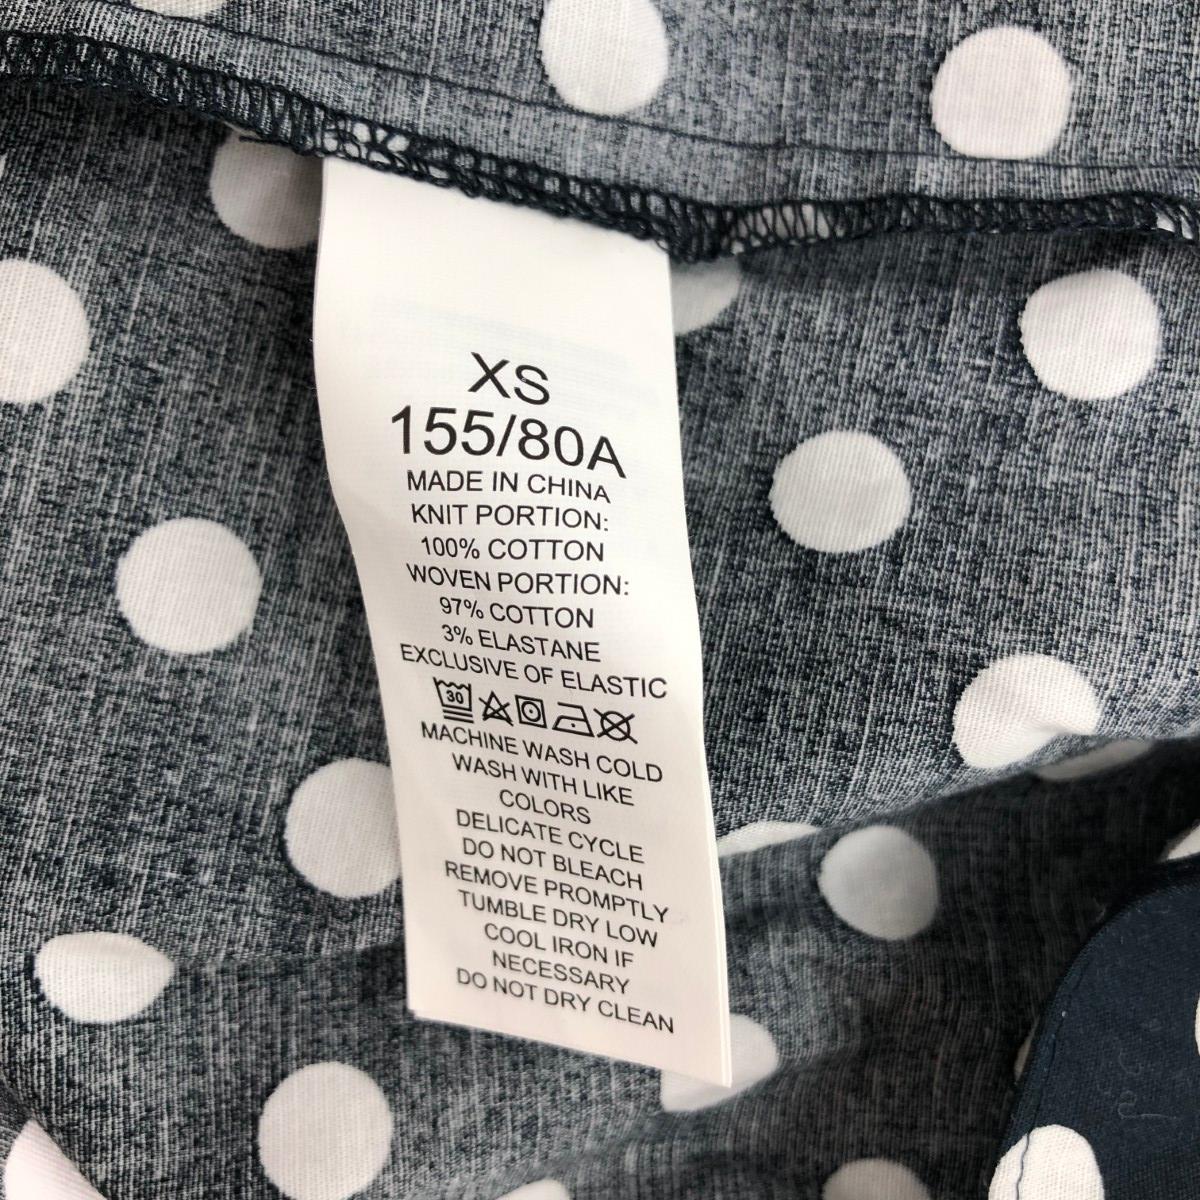 XS
155/80A
MADE IN CHINA
KNIT PORTION:
100% COTTON
WOVEN PORTION:
97% COTTON
3% ELASTANE
EXCLUSIVE OF ELASTIC
30
MACHINE WASH COLD
WASH WITH LIKE
COLORS
DELICATE CYCLE
DO NOT BLEACH
REMOVE PROMPTLY
TUMBLE DRY LOW
COOL IRON IF
NECESSARY
DO NOT DRY CLEAN